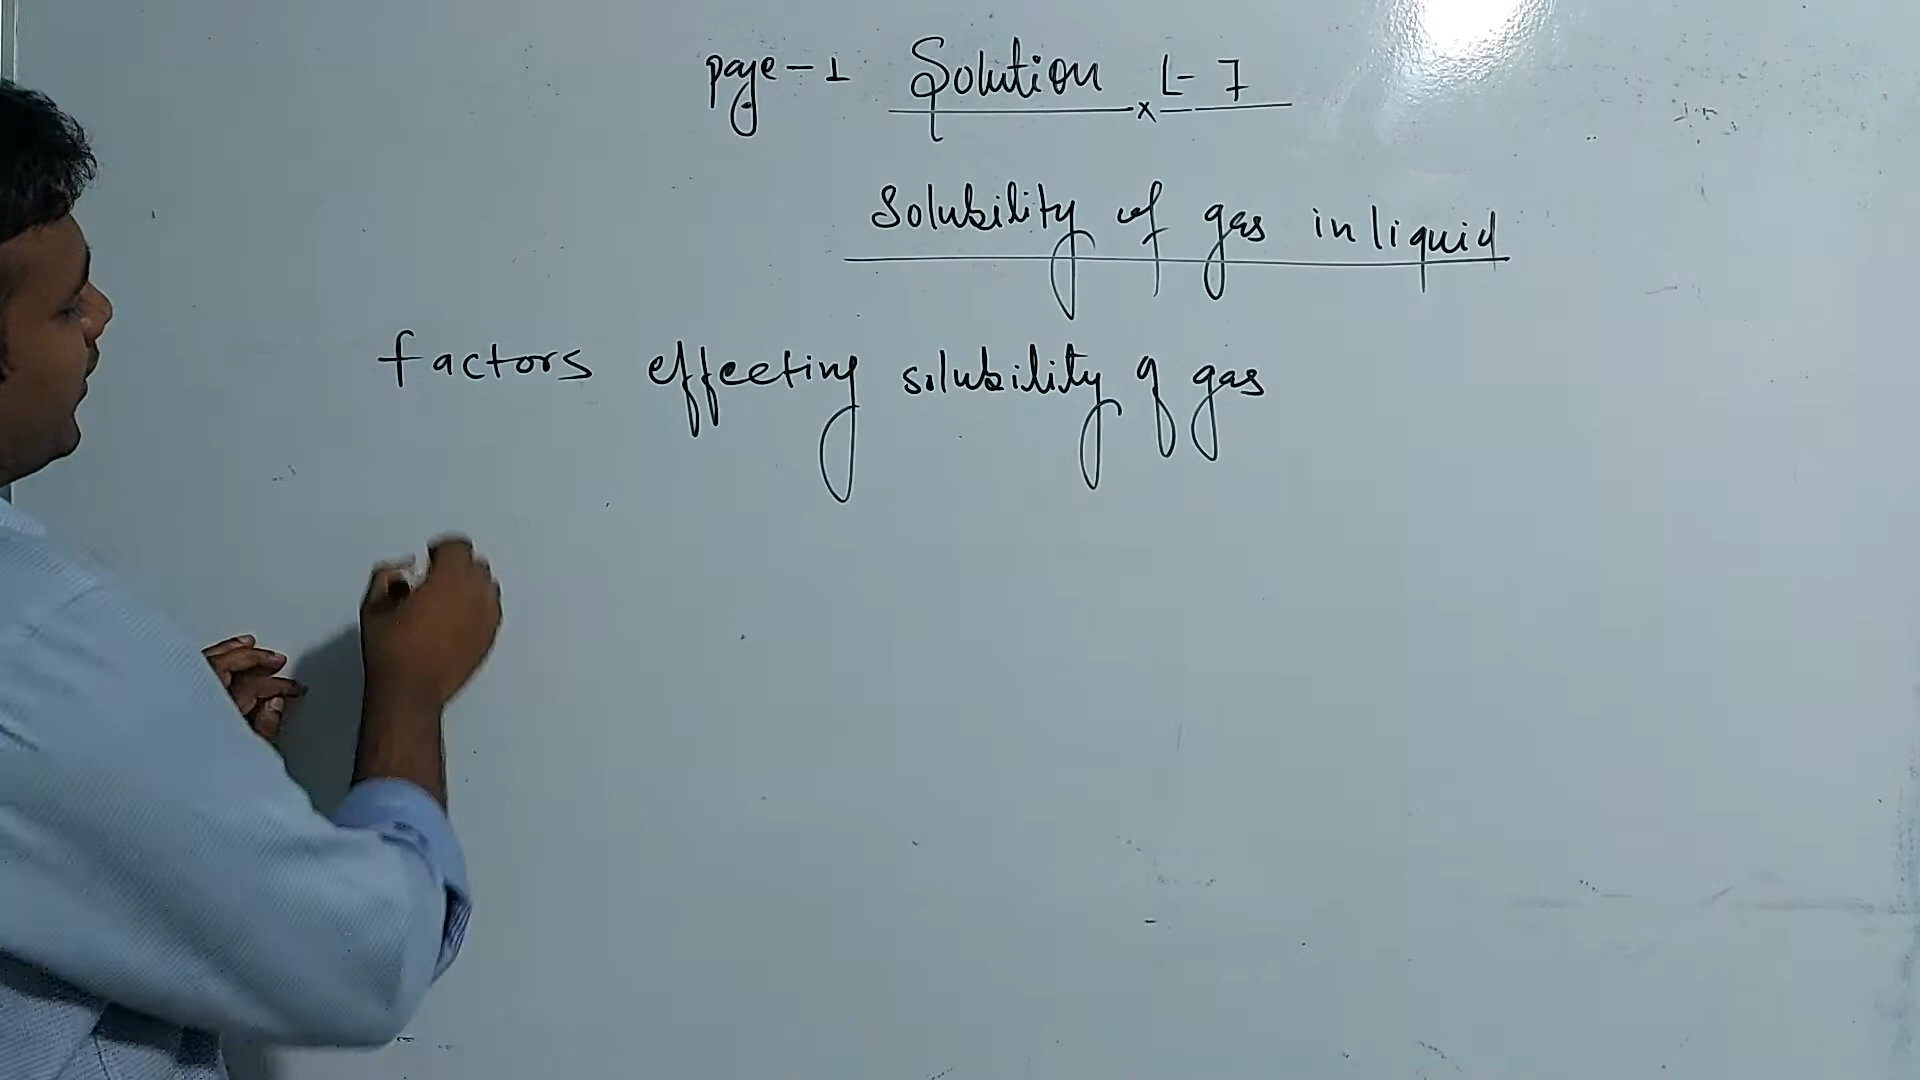 page-1 Solution L-7
Solubility of gas in liquid
factors effecting solubility of gas